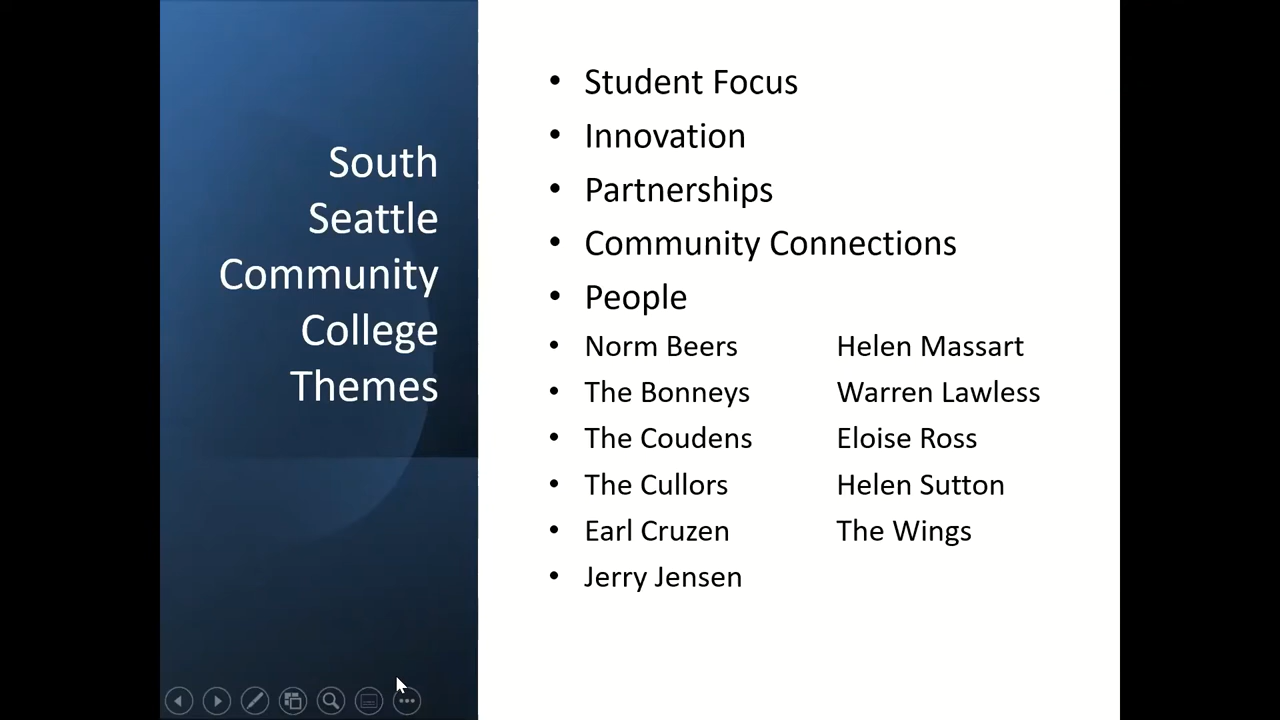 South
Seattle
Community
College
Themes
• Student Focus
• Innovation
• Partnerships
• Community Connections
• People
• Norm Beers Helen Massart
• The Bonneys Warren Lawless
• The Coudens Eloise Ross
• The Cullors Helen Sutton
• Earl Cruzen The Wings
• Jerry Jensen